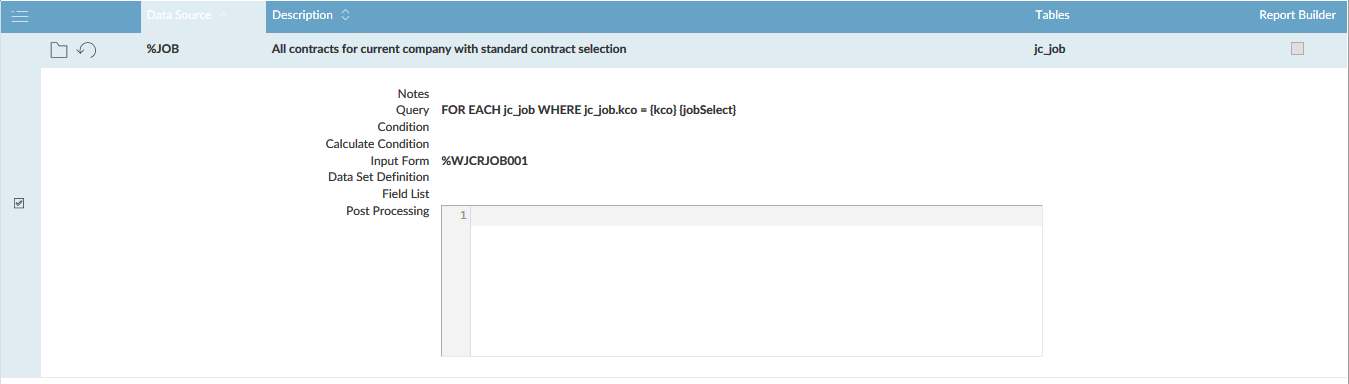 Data Source Description Tables Report Builder
%JOB All contracts for current company with standard contract selection jc_job
Notes
Query FOR EACH jc_job WHERE jc_job.kco = {kco} {jobSelect}
Condition
Calculate Condition
Input Form %WJCRJOB001
Data Set Definition
Field List
Post Processing
1